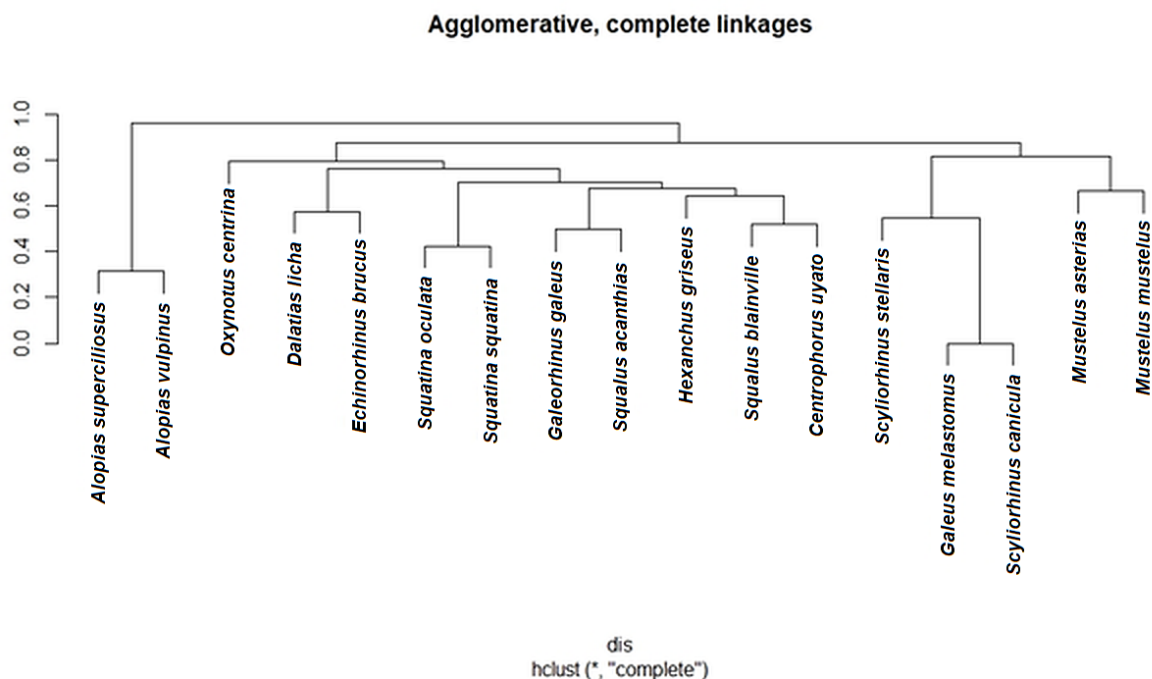 Agglomerative, complete linkages
1.0
0.8
0.6
0.4
0.2
0.0
Alopias superciliosus
Alopias vulpinus
Oxynotus centrina
Dalatias licha
Echinorhinus brucus
Squatina oculata
Squatina squatina
Galeorhinus galeus
Squalus acanthias
Hexanchus griseus
Squalus blainville
Centrophorus uyato
Scyliorhinus stellaris
Galeus melastomus
Scyliorhinus canicula
Mustelus asterias
Mustelus mustelus
dis
hclust (*, "complete")